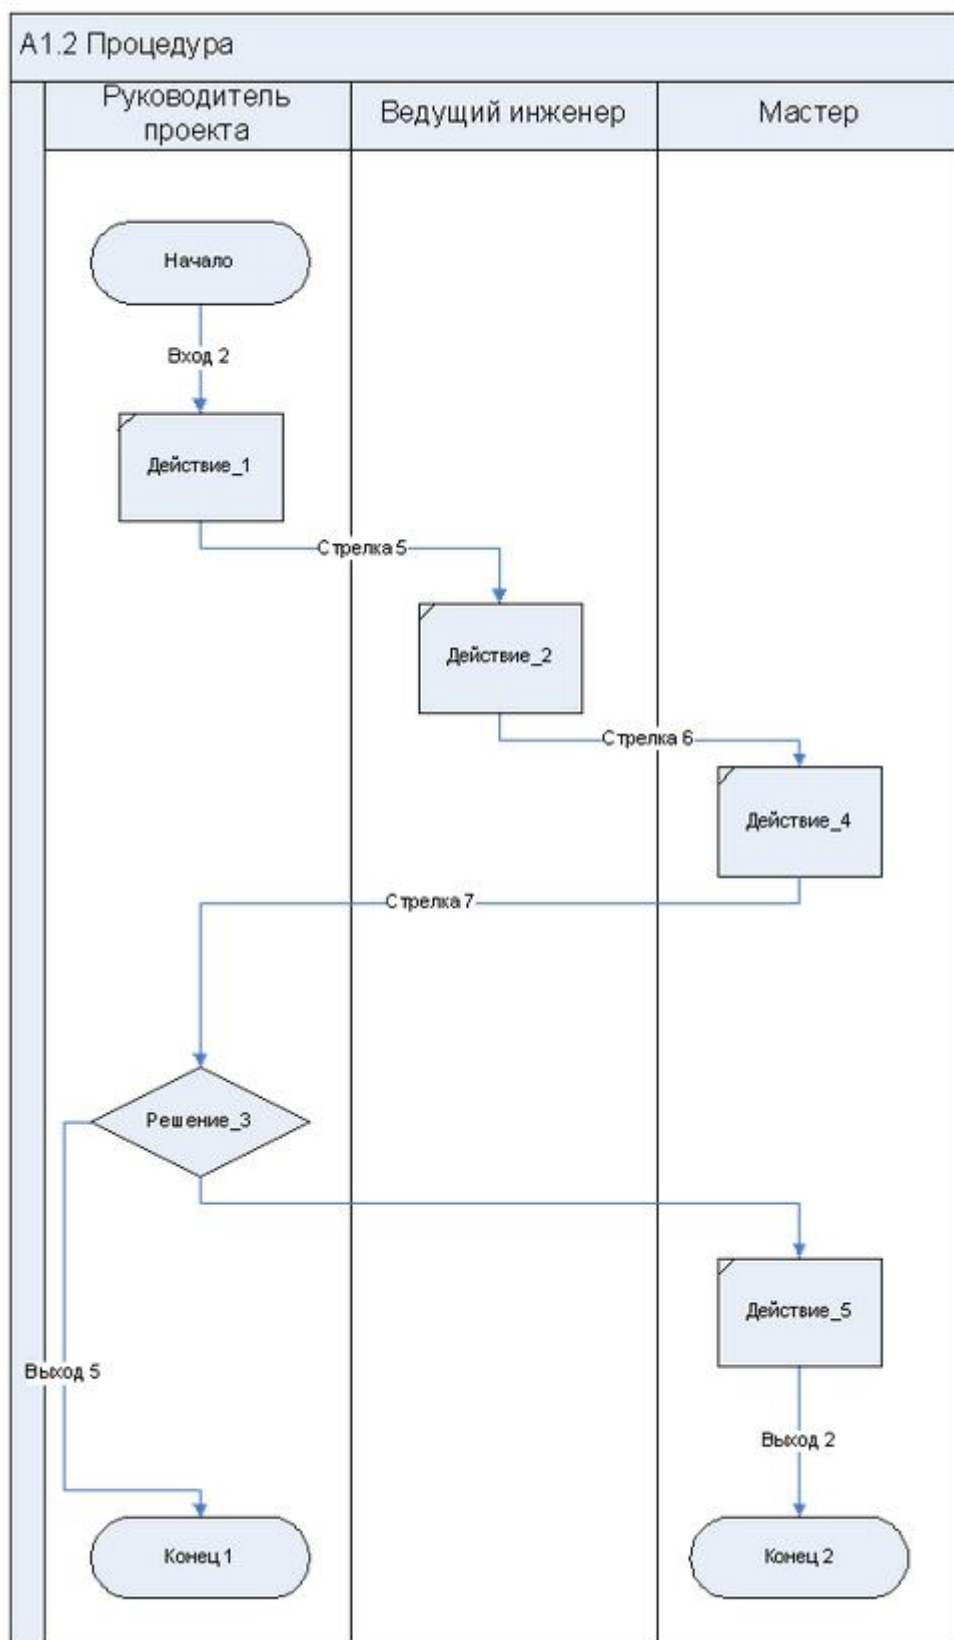 A1.2 Процедура
Руководитель
проекта
Ведущий инженер
Мастер
Начало
Вход 2
Действие_1
Стрелка 5
Действие_2
Стрелка 6
Действие_4
Стрелка 7
Решение_3
Действие_5
Выход 5
Выход 2
Конец 1
Конец 2